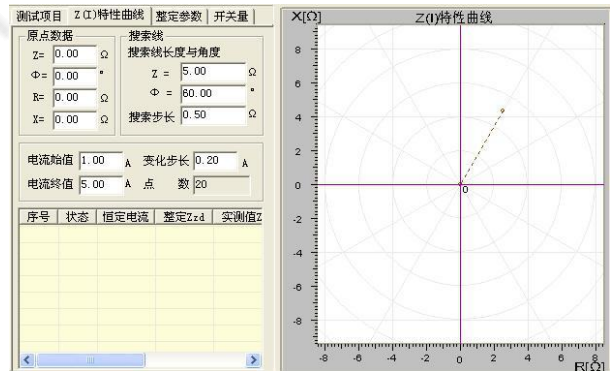 测试项目 Z(I)特性曲线 整定参数 开关量
原点数据
Z= 0.00 Ω
Φ= 0.00 °
R= 0.00 Ω
X= 0.00 Ω
搜索线
搜索线长度与角度
Z = 5.00 Ω
Φ = 60.00 °
搜索步长 0.50 Ω
电流始值 1.00 A 变化步长 0.20 A
电流终值 5.00 A 点 数 20
序号 状态 恒定电流 整定Zrd 实测值Z
X[Ω] Z(I)特性曲线
8
6
4
2
0
-2
-4
-6
-8
0
-8 -6 -4 -2 0 2 4 6 8
R[Ω]